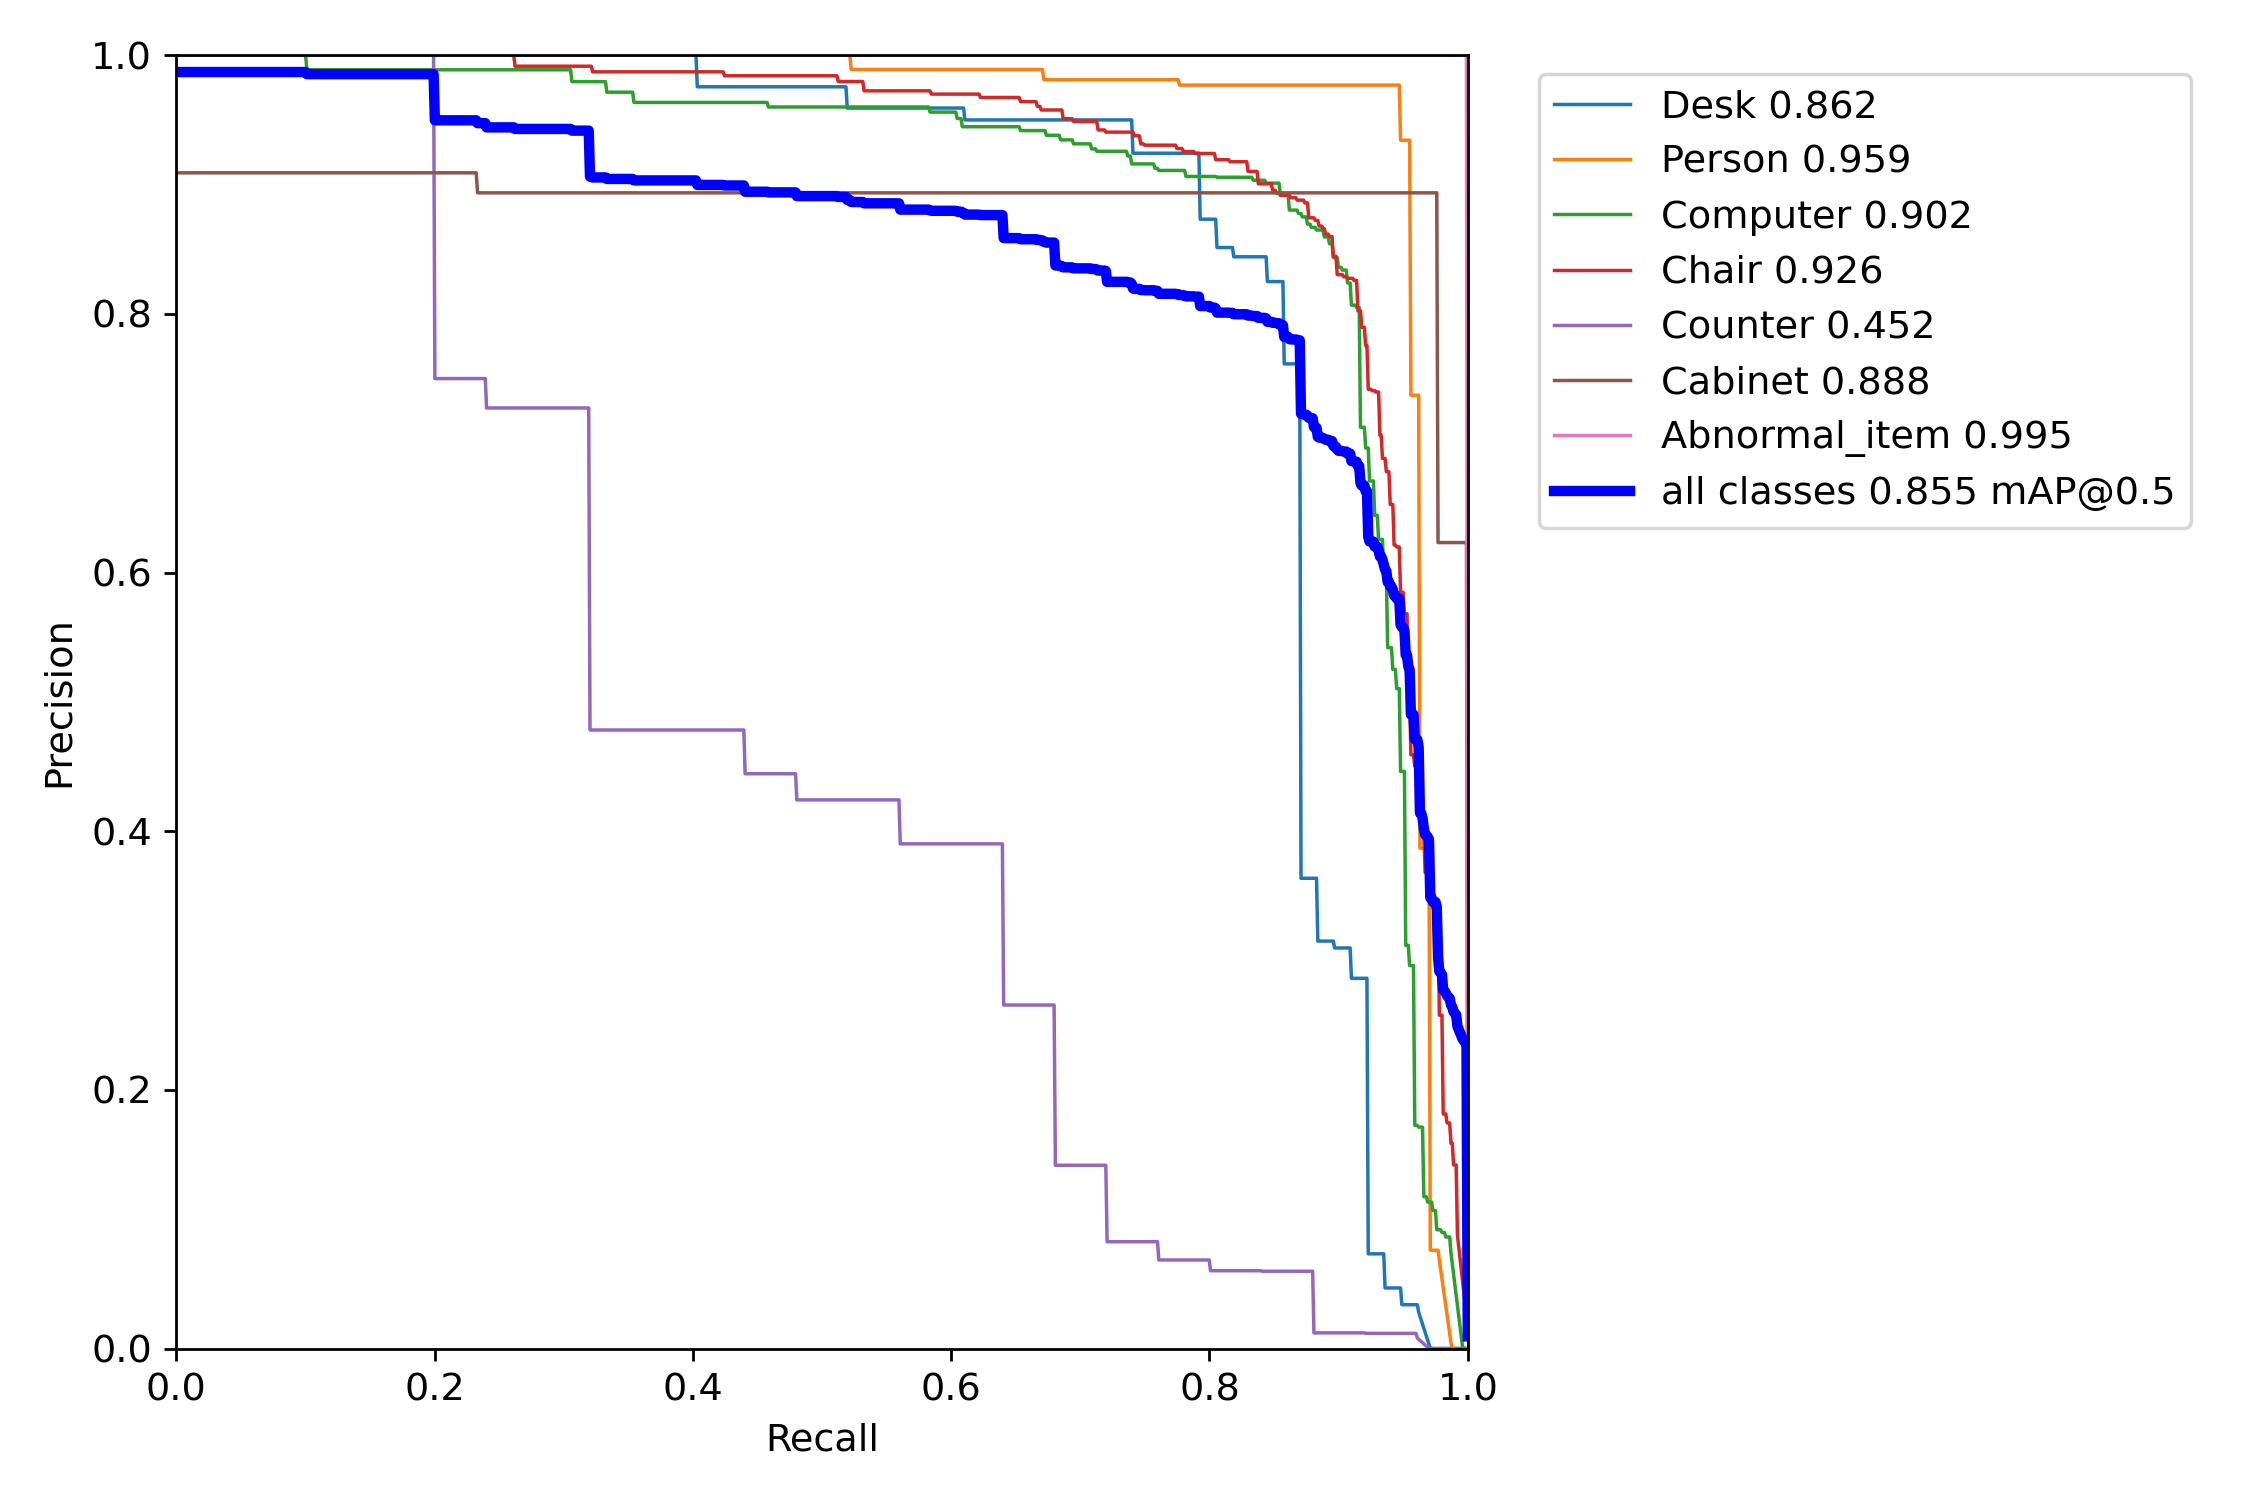 1.0
0.8
0.6
0.4
0.2
0.0
Precision
0.0 0.2 0.4 0.6 0.8 1.0
Recall
Desk 0.862
Person 0.959
Computer 0.902
Chair 0.926
Counter 0.452
Cabinet 0.888
Abnormal_item 0.995
all classes 0.855 mAP@0.5